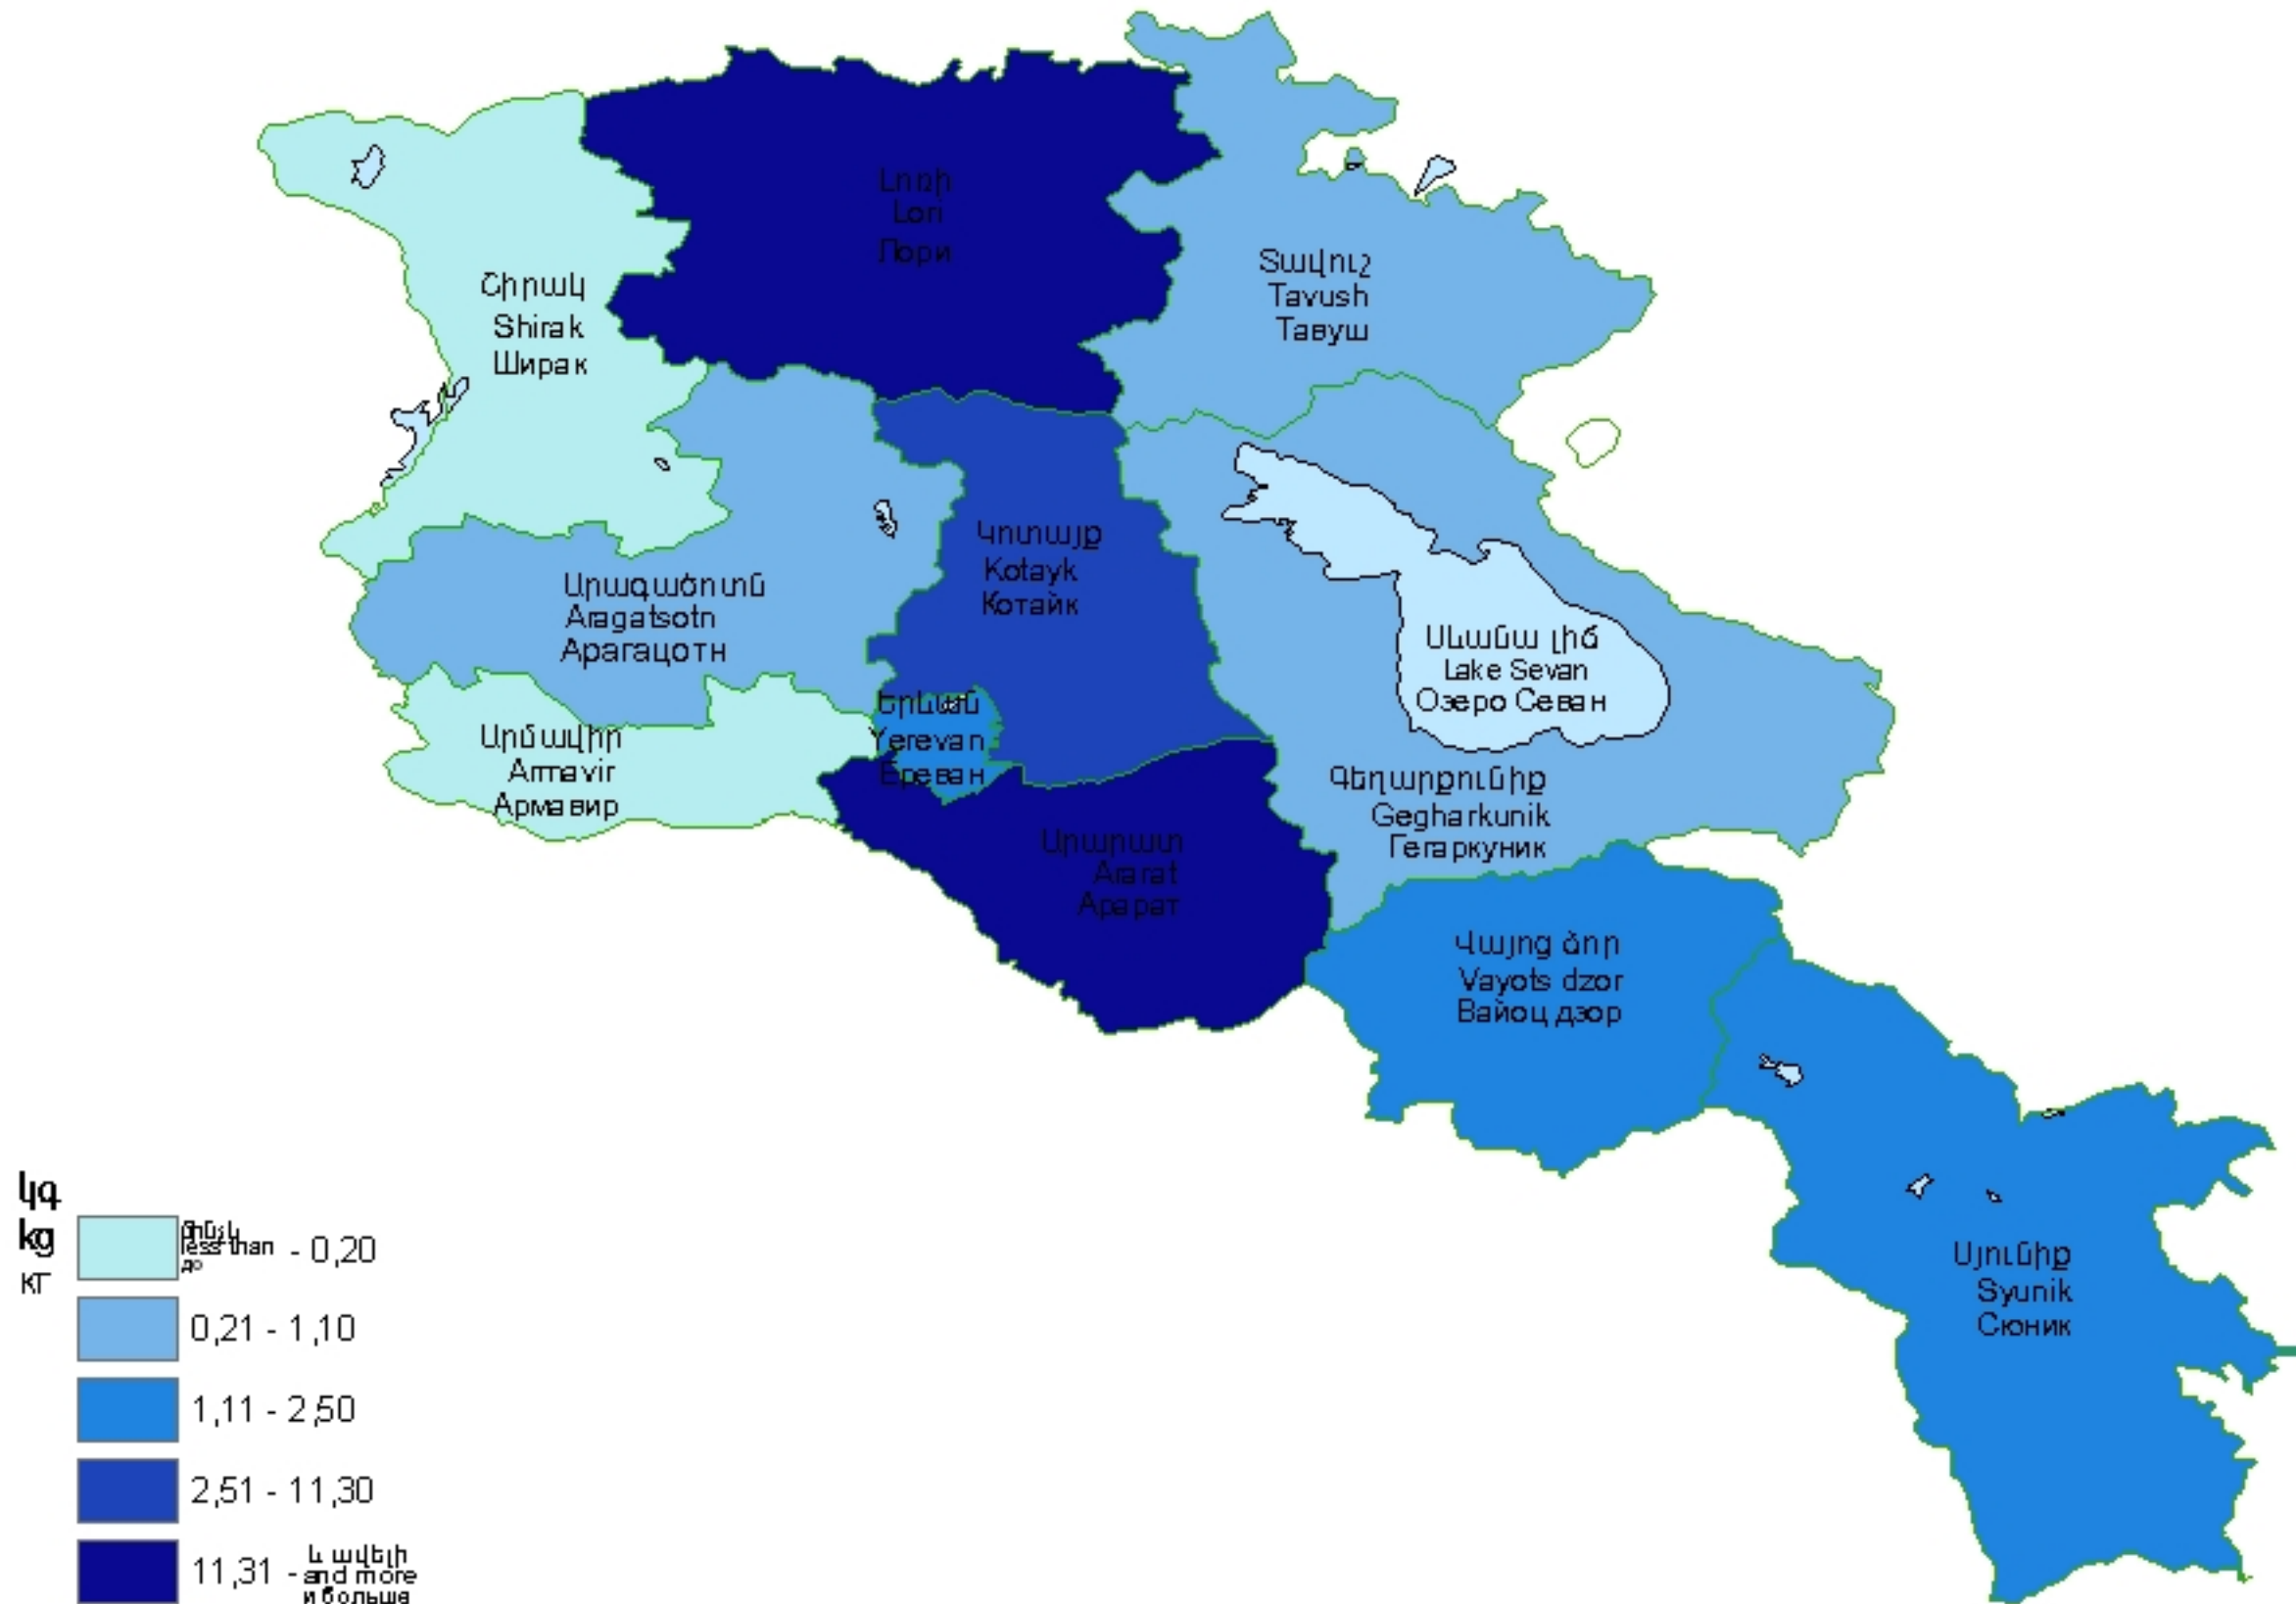 Լոռի
Lori
Лори
Շիրակ
Shirak
Ширак
Տավուշ
Tavush
Тавуш
Կոտայք
Kotayk
Котайк
Արագածոտն
Aragatsotn
Арагацотн
Սևանա լիճ
Lake Sevan
Озеро Севан
Երևան
Yerevan
Ереван
Արմավիր
Armavir
Армавир
Գեղարքունիք
Gegharkunik
Гегаркуник
Արարատ
Ararat
Арарат
Վայոց ձոր
Vayots dzor
Вайоц дзор
Սյունիք
Syunik
Сюник
կգ
kg
кг
մինչև
less than - 0,20
до
0,21 - 1,10
1,11 - 2,50
2,51 - 11,30
և ավելի
11,31 - and more
и больше